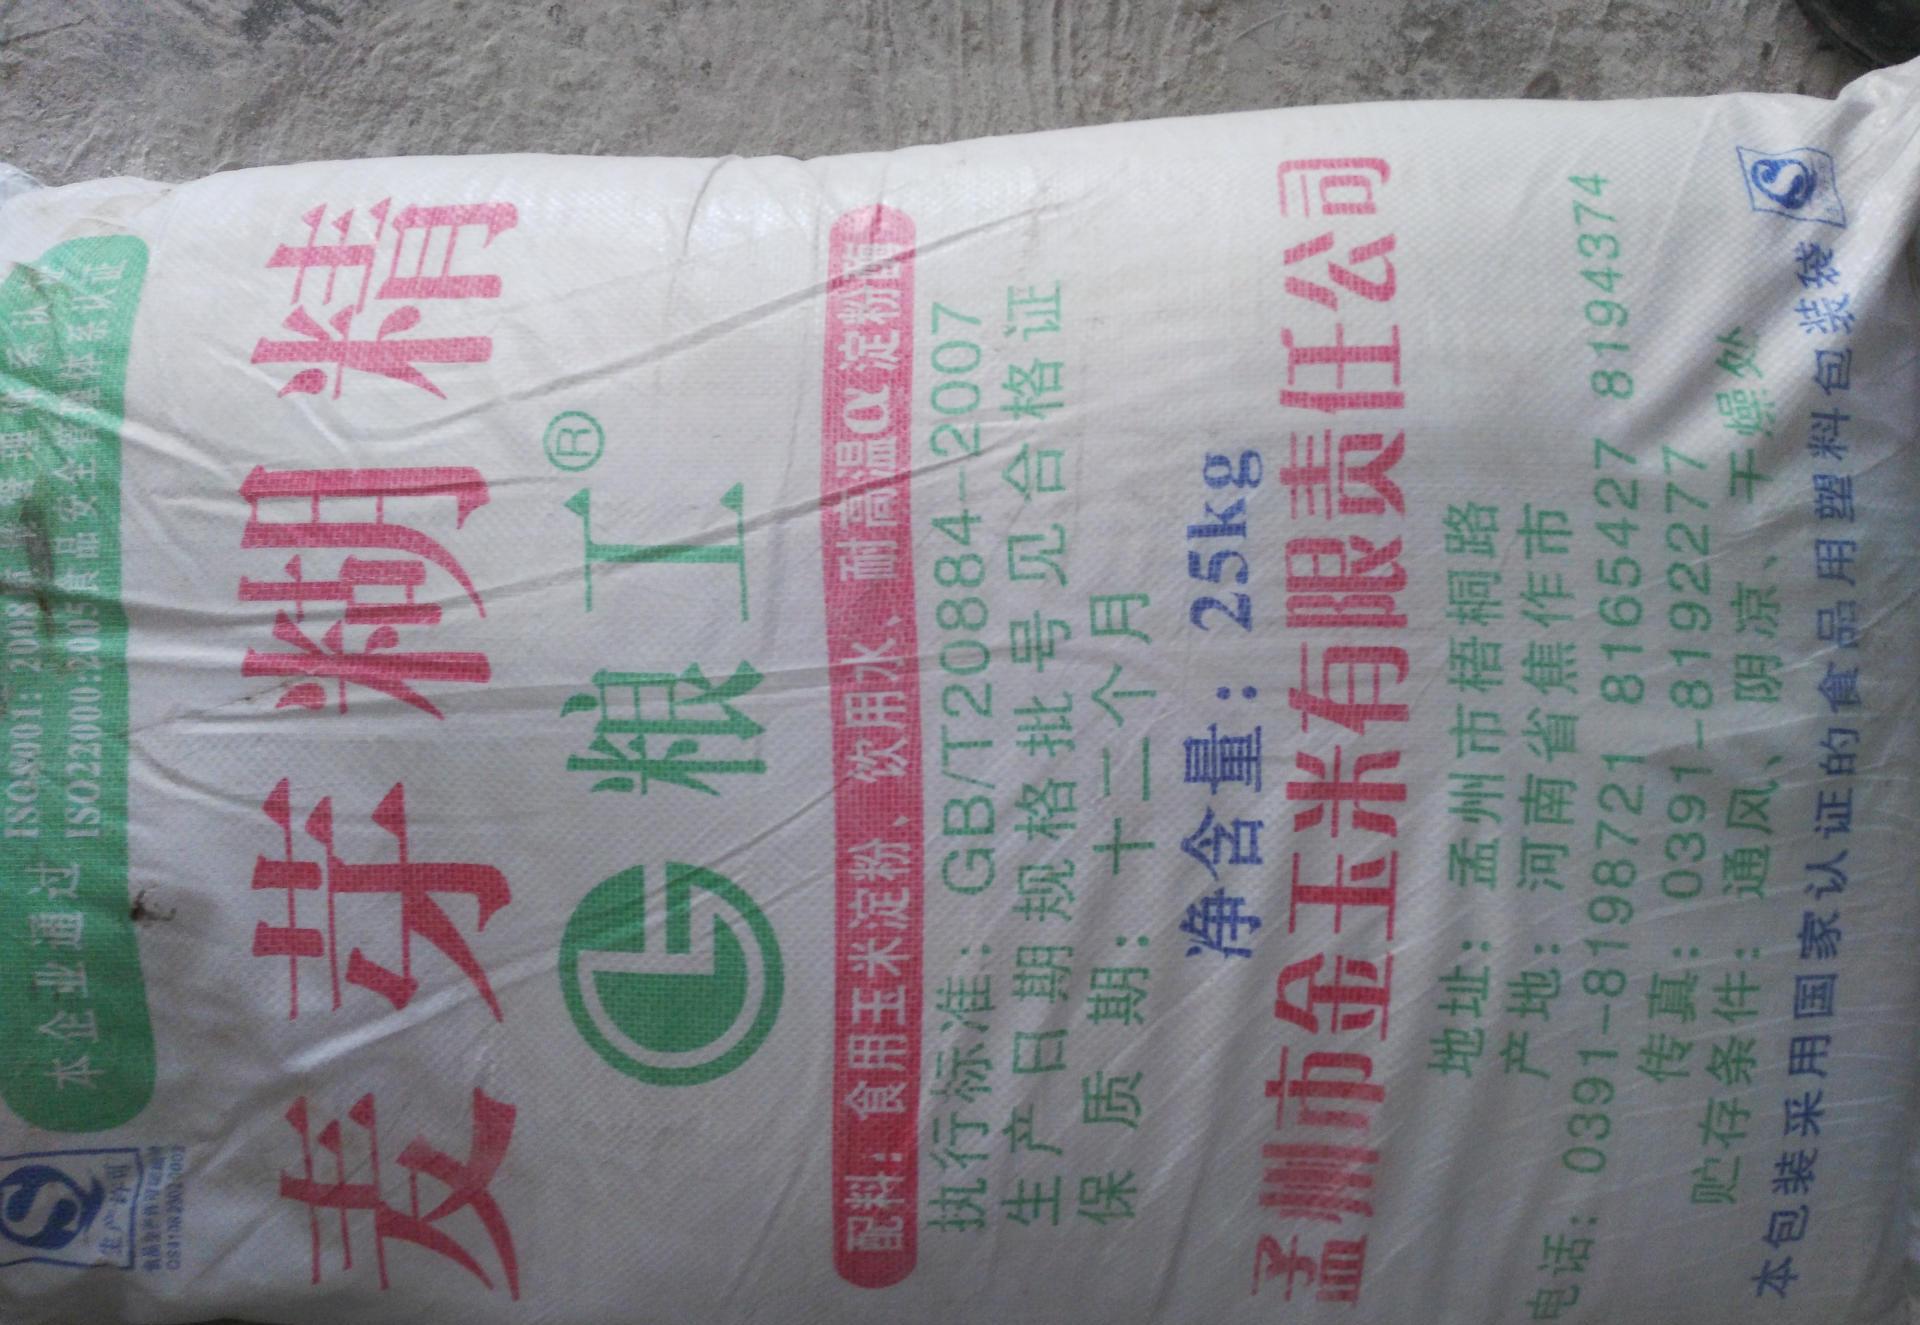 本企业通过
ISO9001:2008
ISO22000:2005食品安全管理体系认证
生产许可
麦芽糊精
粮工®
配料：食用玉米淀粉、饮用水、耐高温α淀粉酶
执行标准：GB/T20884-2007
生产日期规格批号见合格证
保质期：十二个月
净含量：25kg
孟州市金玉米有限责任公司
地址：孟州市梧桐路
产地：河南省焦作市
电话：0391-8198721 8165427 8194374
传真：0391-8192277
贮存条件：通风、阴凉、干燥处
本包装采用国家认证的食品用塑料包装袋